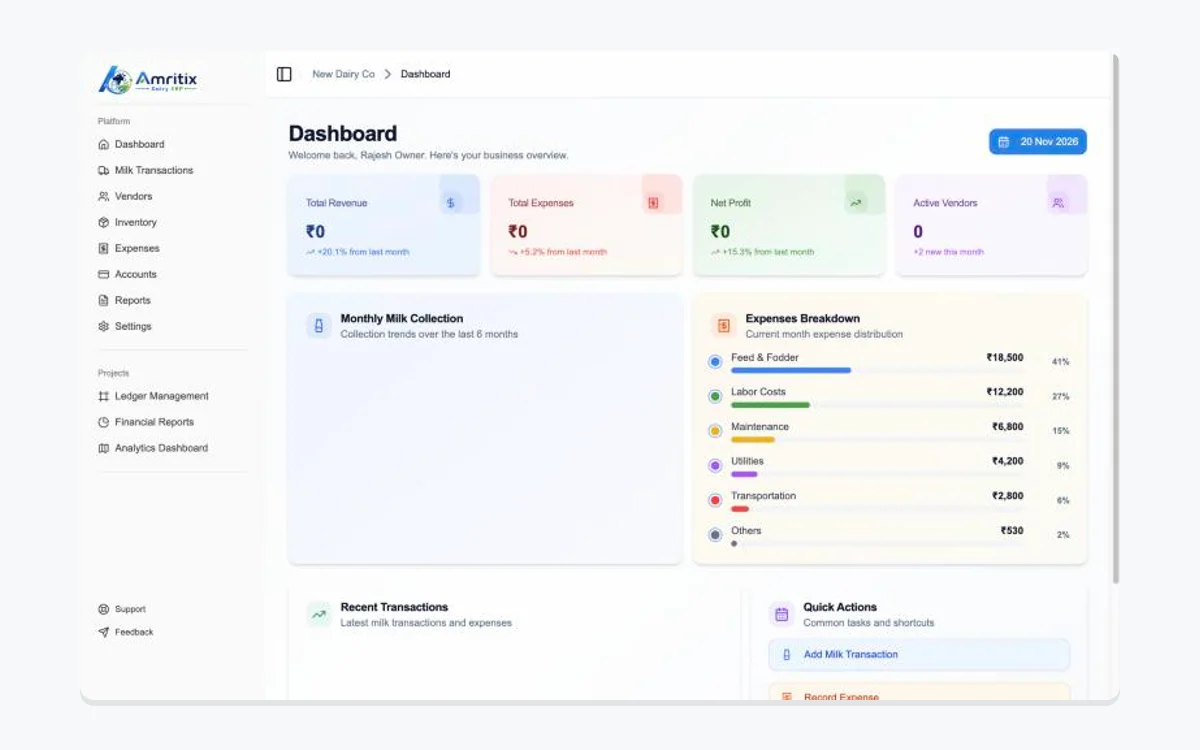 Amritix
Dairy ERP
New Dairy Co > Dashboard
Platform
Dashboard
Milk Transactions
Vendors
Inventory
Expenses
Accounts
Reports
Settings
Projects
Ledger Management
Financial Reports
Analytics Dashboard
Support
Feedback
Dashboard
Welcome back, Rajesh Owner. Here's your business overview.
20 Nov 2026
Total Revenue
$
₹0
+20.1% from last month
Total Expenses
$
₹0
+5.2% from last month
Net Profit
₹0
+15.3% from last month
Active Vendors
0
+2 new this month
Monthly Milk Collection
Collection trends over the last 6 months
$
Expenses Breakdown
Current month expense distribution
Feed & Fodder ₹18,500 41%
Labor Costs ₹12,200 27%
Maintenance ₹6,800 15%
Utilities ₹4,200 9%
Transportation ₹2,800 6%
Others ₹530 2%
Recent Transactions
Latest milk transactions and expenses
Quick Actions
Common tasks and shortcuts
Add Milk Transaction
Record Expense